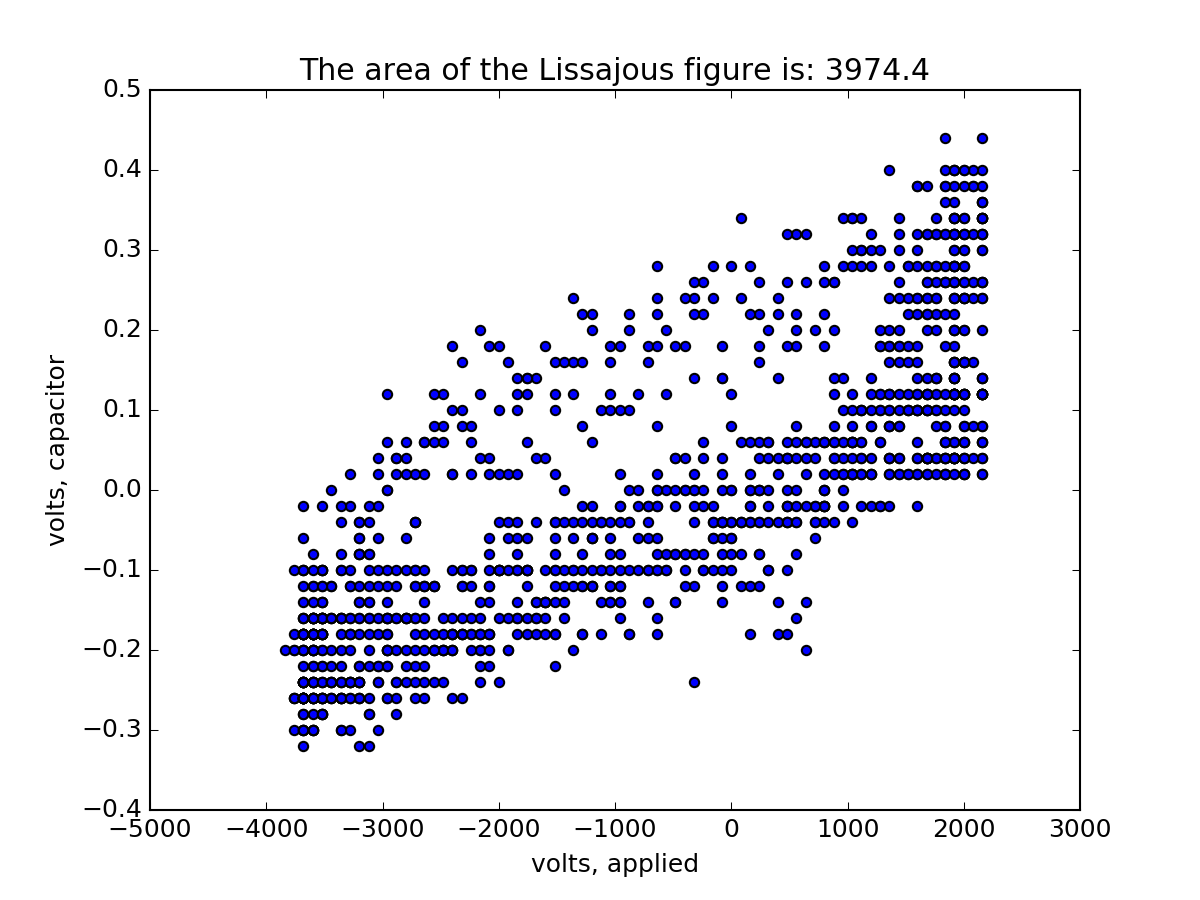 The area of the Lissajous figure is: 3974.4
0.5
0.4
0.3
0.2
0.1
0.0
−0.1
−0.2
−0.3
−0.4
volts, capacitor
−5000 −4000 −3000 −2000 −1000 0 1000 2000 3000
volts, applied